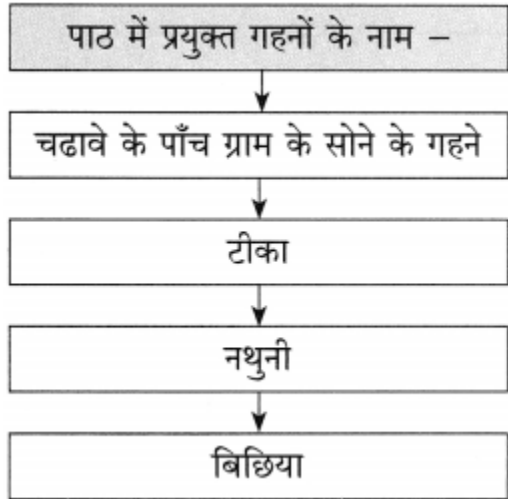 पाठ में प्रयुक्त गहनों के नाम –
चढावे के पाँच ग्राम के सोने के गहने
टीका
नथुनी
बिछिया